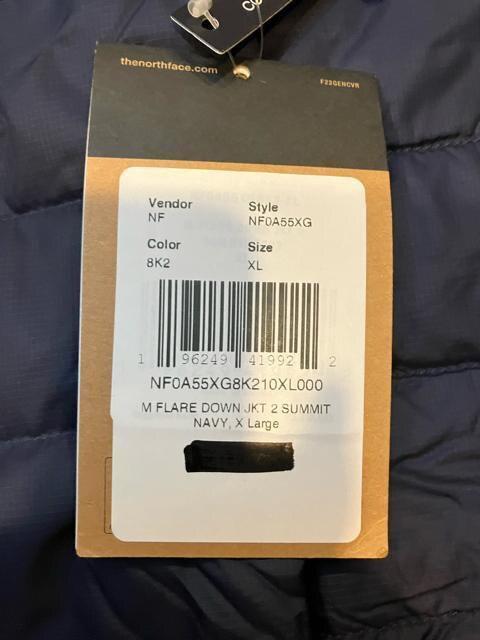 thenorthface.com
F23GENCVR
Vendor Style
NF NF0A55XG
Color Size
8K2 XL
1 96249 41992 2
NF0A55XG8K210XL000
M FLARE DOWN JKT 2 SUMMIT
NAVY, X Large